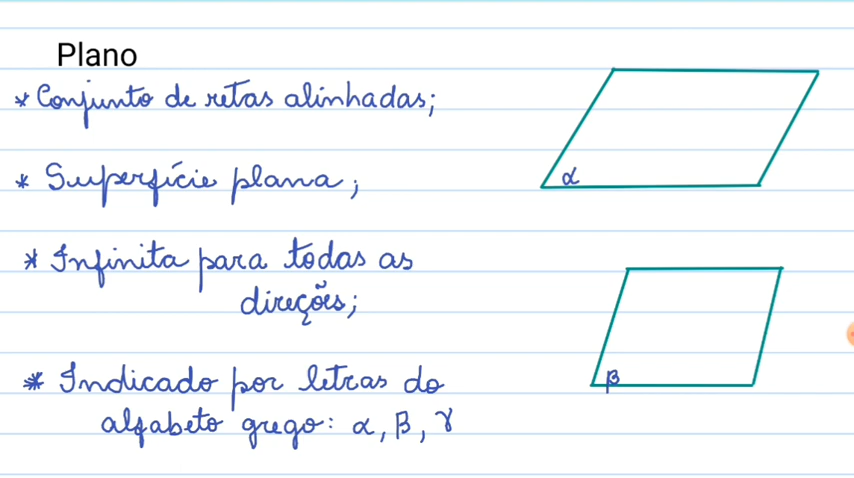 Plano
* Conjunto de retas alinhadas;
* Superfície plana;
* Infinita para todas as
direções;
* Indicado por letras do
alfabeto grego: α, β, γ
α
β